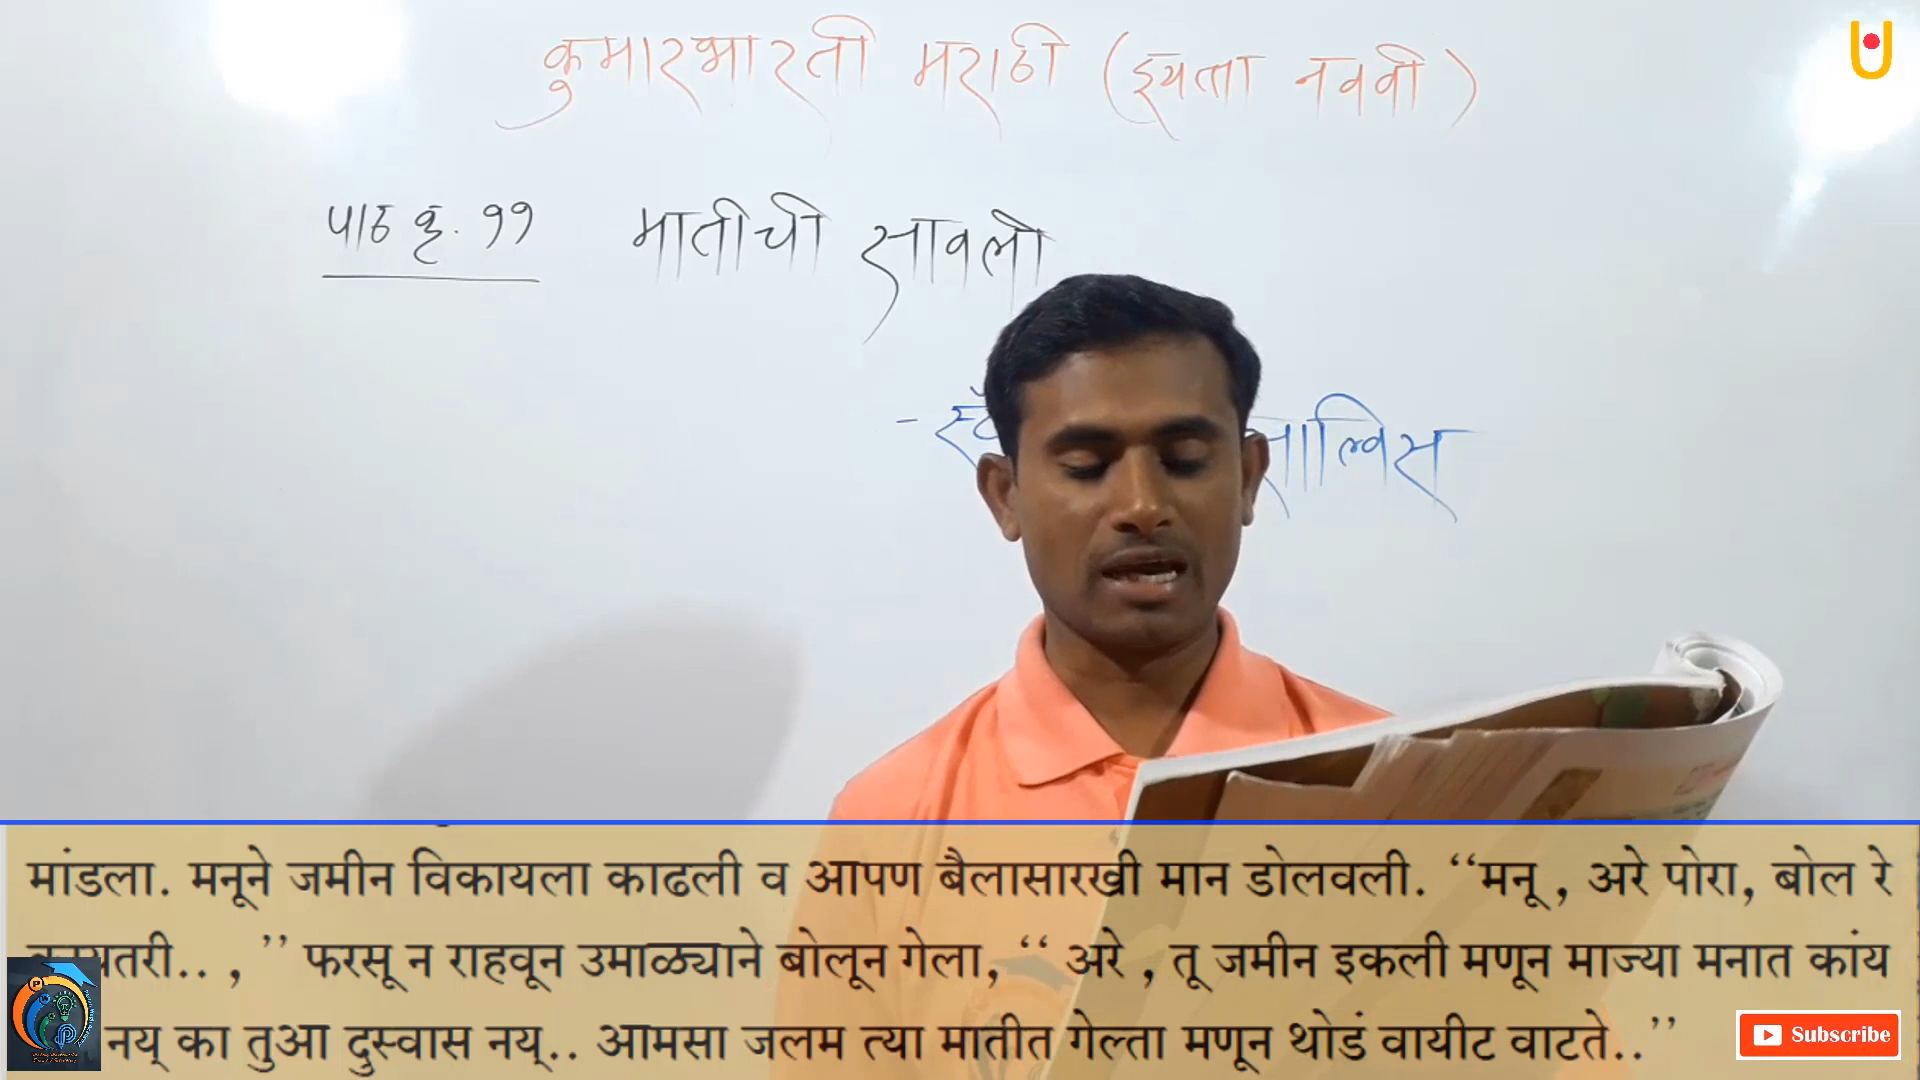 कुमारभारती मराठी (इयत्ता नववी)
पाठ क्र. ११ मातीची सावली
ाल्विस
मांडला. मनूने जमीन विकायला काढली व आपण बैलासारखी मान डोलवली. ‘‘मनू , अरे पोरा, बोल रे
.. , ’’ फरसू न राहवून उमाळ्याने बोलून गेला, ‘‘ अरे , तू जमीन इकली मणून माज्या मनात कांय
नय् का तुआ दुस्वास नय्.. आमसा जलम त्या मातीत गेल्ता मणून थोडं वायीट वाटते..’’
Subscribe